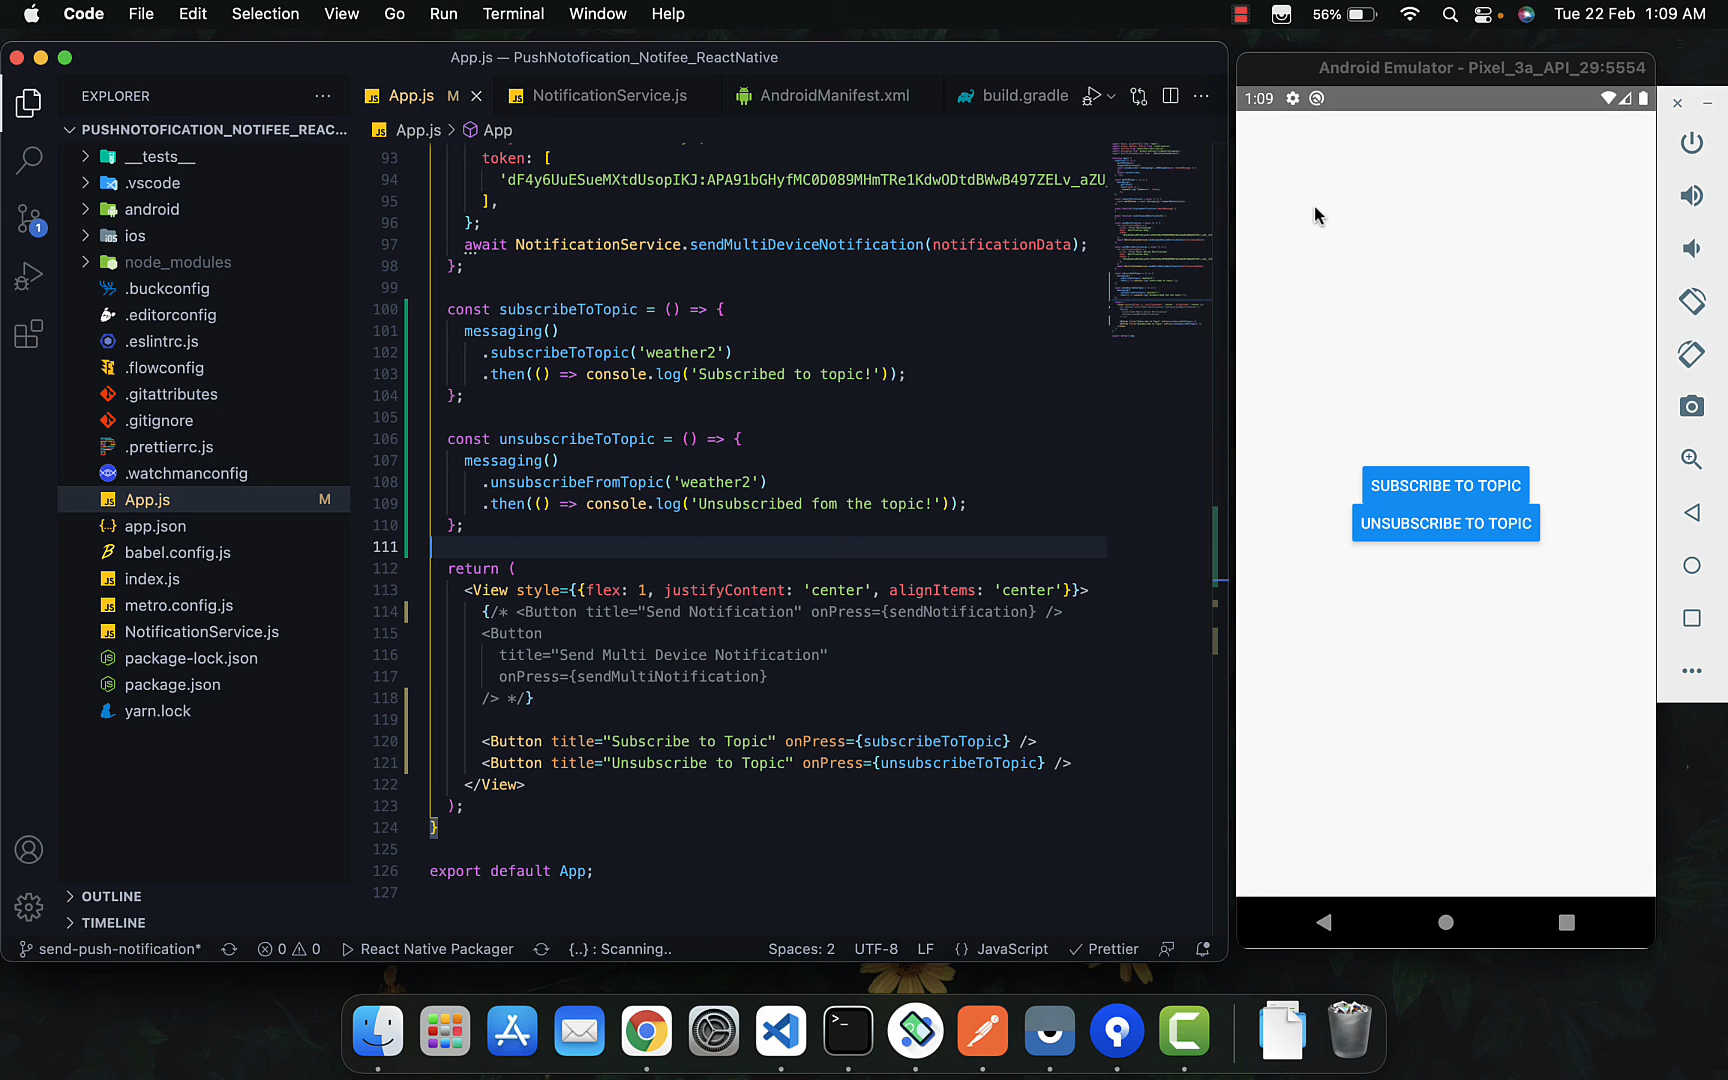 Code File Edit Selection View Go Run Terminal Window Help
56% Tue 22 Feb 1:09 AM
App.js — PushNotofication_Notifee_ReactNative
EXPLORER
PUSHNOTOFICATION_NOTIFEE_REAC...
__tests__
.vscode
android
ios
node_modules
.buckconfig
.editorconfig
.eslintrc.js
.flowconfig
.gitattributes
.gitignore
.prettierrc.js
.watchmanconfig
App.js M
app.json
babel.config.js
index.js
metro.config.js
NotificationService.js
package-lock.json
package.json
yarn.lock
OUTLINE
TIMELINE
1
App.js M
NotificationService.js
AndroidManifest.xml
build.gradle
App.js > App
93 token: [
94 'dF4y6UuESueMXtdUsopIKJ:APA91bGHyfMC0D089MHmTRe1KdwODtdBWwB497ZELv_aZU
95 ],
96 };
97 await NotificationService.sendMultiDeviceNotification(notificationData);
98 };
99
100 const subscribeToTopic = () => {
101 messaging()
102 .subscribeToTopic('weather2')
103 .then(() => console.log('Subscribed to topic!'));
104 };
105
106 const unsubscribeToTopic = () => {
107 messaging()
108 .unsubscribeFromTopic('weather2')
109 .then(() => console.log('Unsubscribed fom the topic!'));
110 };
111
112 return (
113 <View style={{flex: 1, justifyContent: 'center', alignItems: 'center'}}>
114 {/* <Button title="Send Notification" onPress={sendNotification} />
115 <Button
116 title="Send Multi Device Notification"
117 onPress={sendMultiNotification}
118 /> */}
119
120 <Button title="Subscribe to Topic" onPress={subscribeToTopic} />
121 <Button title="Unsubscribe to Topic" onPress={unsubscribeToTopic} />
122 </View>
123 );
124 }
125
126 export default App;
127
send-push-notification* 0 0 React Native Packager {..} : Scanning.. Spaces: 2 UTF-8 LF {} JavaScript Prettier
Android Emulator - Pixel_3a_API_29:5554
1:09
SUBSCRIBE TO TOPIC
UNSUBSCRIBE TO TOPIC